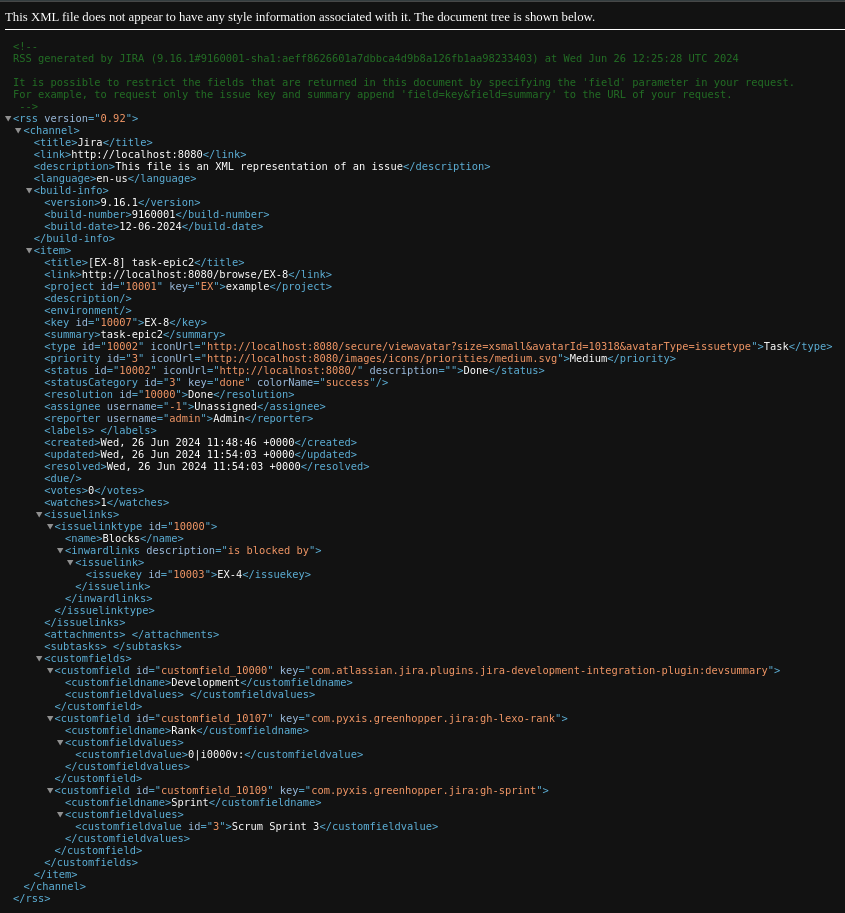 This XML file does not appear to have any style information associated with it. The document tree is shown below.
<!--
RSS generated by JIRA (9.16.1#9160001-sha1:aeff8626601a7dbbca4d9b8a126fb1aa98233403) at Wed Jun 26 12:25:28 UTC 2024
It is possible to restrict the fields that are returned in this document by specifying the 'field' parameter in your request.
For example, to request only the issue key and summary append 'field=key&field=summary' to the URL of your request.
-->
<rss version="0.92">
<channel>
<title>Jira</title>
<link>http://localhost:8080</link>
<description>This file is an XML representation of an issue</description>
<language>en-us</language>
<build-info>
<version>9.16.1</version>
<build-number>9160001</build-number>
<build-date>12-06-2024</build-date>
</build-info>
<item>
<title>[EX-8] task-epic2</title>
<link>http://localhost:8080/browse/EX-8</link>
<project id="10001" key="EX">example</project>
<description/>
<environment/>
<key id="10007">EX-8</key>
<summary>task-epic2</summary>
<type id="10002" iconUrl="http://localhost:8080/secure/viewavatar?size=xsmall&avatarId=10318&avatarType=issuetype">Task</type>
<priority id="3" iconUrl="http://localhost:8080/images/icons/priorities/medium.svg">Medium</priority>
<status id="10002" iconUrl="http://localhost:8080/" description="">Done</status>
<statusCategory id="3" key="done" colorName="success"/>
<resolution id="10000">Done</resolution>
<assignee username="-1">Unassigned</assignee>
<reporter username="admin">Admin</reporter>
<labels> </labels>
<created>Wed, 26 Jun 2024 11:48:46 +0000</created>
<updated>Wed, 26 Jun 2024 11:54:03 +0000</updated>
<resolved>Wed, 26 Jun 2024 11:54:03 +0000</resolved>
<due/>
<votes>0</votes>
<watches>1</watches>
<issuelinks>
<issuelinktype id="10000">
<name>Blocks</name>
<inwardlinks description="is blocked by">
<issuelink>
<issuekey id="10003">EX-4</issuekey>
</issuelink>
</inwardlinks>
</issuelinktype>
</issuelinks>
<attachments> </attachments>
<subtasks> </subtasks>
<customfields>
<customfield id="customfield_10000" key="com.atlassian.jira.plugins.jira-development-integration-plugin:devsummary">
<customfieldname>Development</customfieldname>
<customfieldvalues> </customfieldvalues>
</customfield>
<customfield id="customfield_10107" key="com.pyxis.greenhopper.jira:gh-lexo-rank">
<customfieldname>Rank</customfieldname>
<customfieldvalues>
<customfieldvalue>0|i0000v:</customfieldvalue>
</customfieldvalues>
</customfield>
<customfield id="customfield_10109" key="com.pyxis.greenhopper.jira:gh-sprint">
<customfieldname>Sprint</customfieldname>
<customfieldvalues>
<customfieldvalue id="3">Scrum Sprint 3</customfieldvalue>
</customfieldvalues>
</customfield>
</customfields>
</item>
</channel>
</rss>